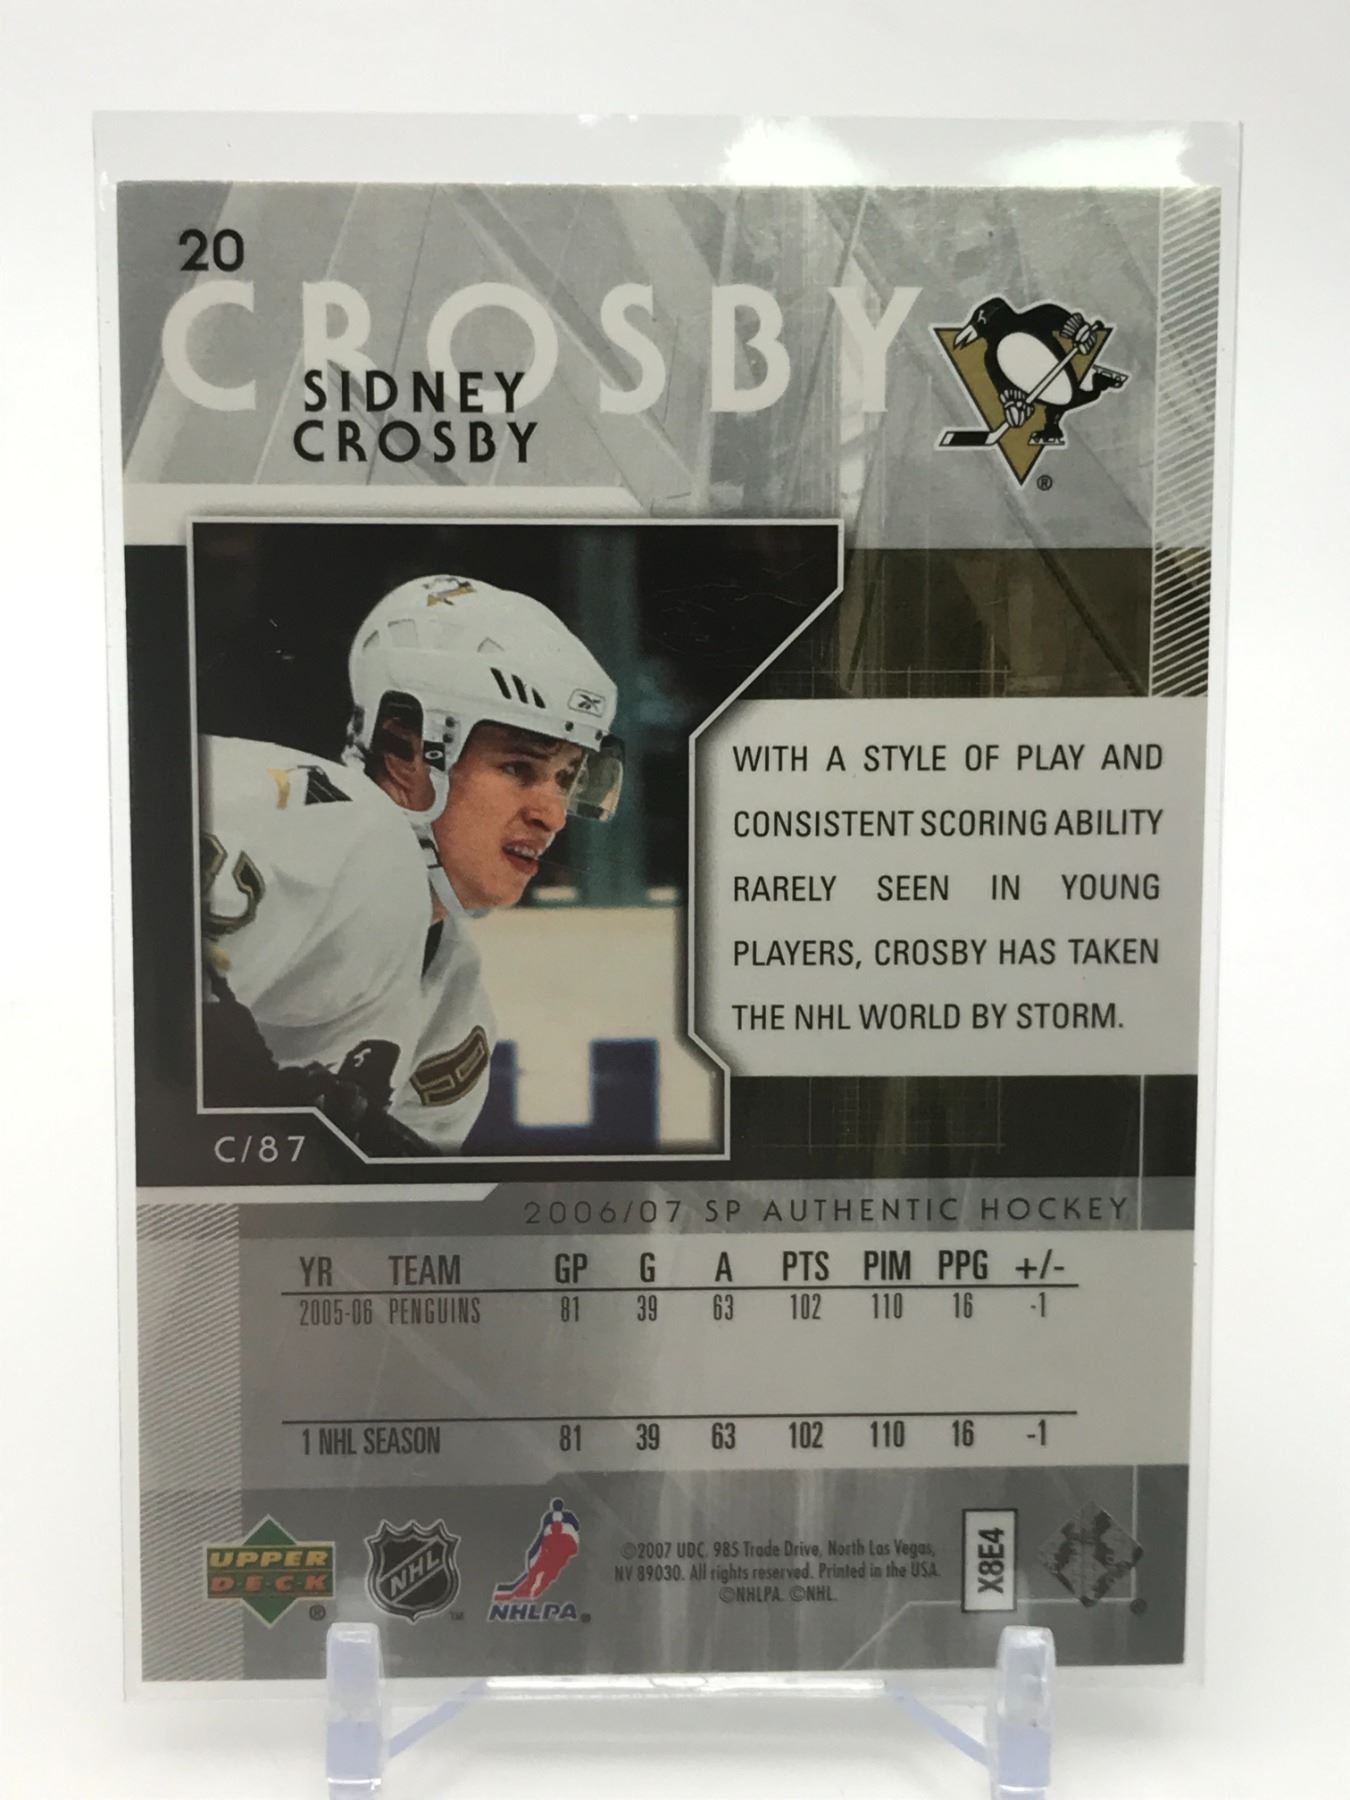 20
CROSBY
SIDNEY
CROSBY
®
WITH A STYLE OF PLAY AND
CONSISTENT SCORING ABILITY
RARELY SEEN IN YOUNG
PLAYERS, CROSBY HAS TAKEN
THE NHL WORLD BY STORM.
C/87
2006/07 SP AUTHENTIC HOCKEY
YR TEAM GP G A PTS PIM PPG +/-
2005-06 PENGUINS 81 39 63 102 110 16 -1
1 NHL SEASON 81 39 63 102 110 16 -1
UPPER
DECK
®
NHL
™
NHLPA
®
©2007 UDC. 985 Trade Drive, North Las Vegas,
NV 89030. All rights reserved. Printed in the USA.
©NHLPA. ©NHL.
X8E4
®